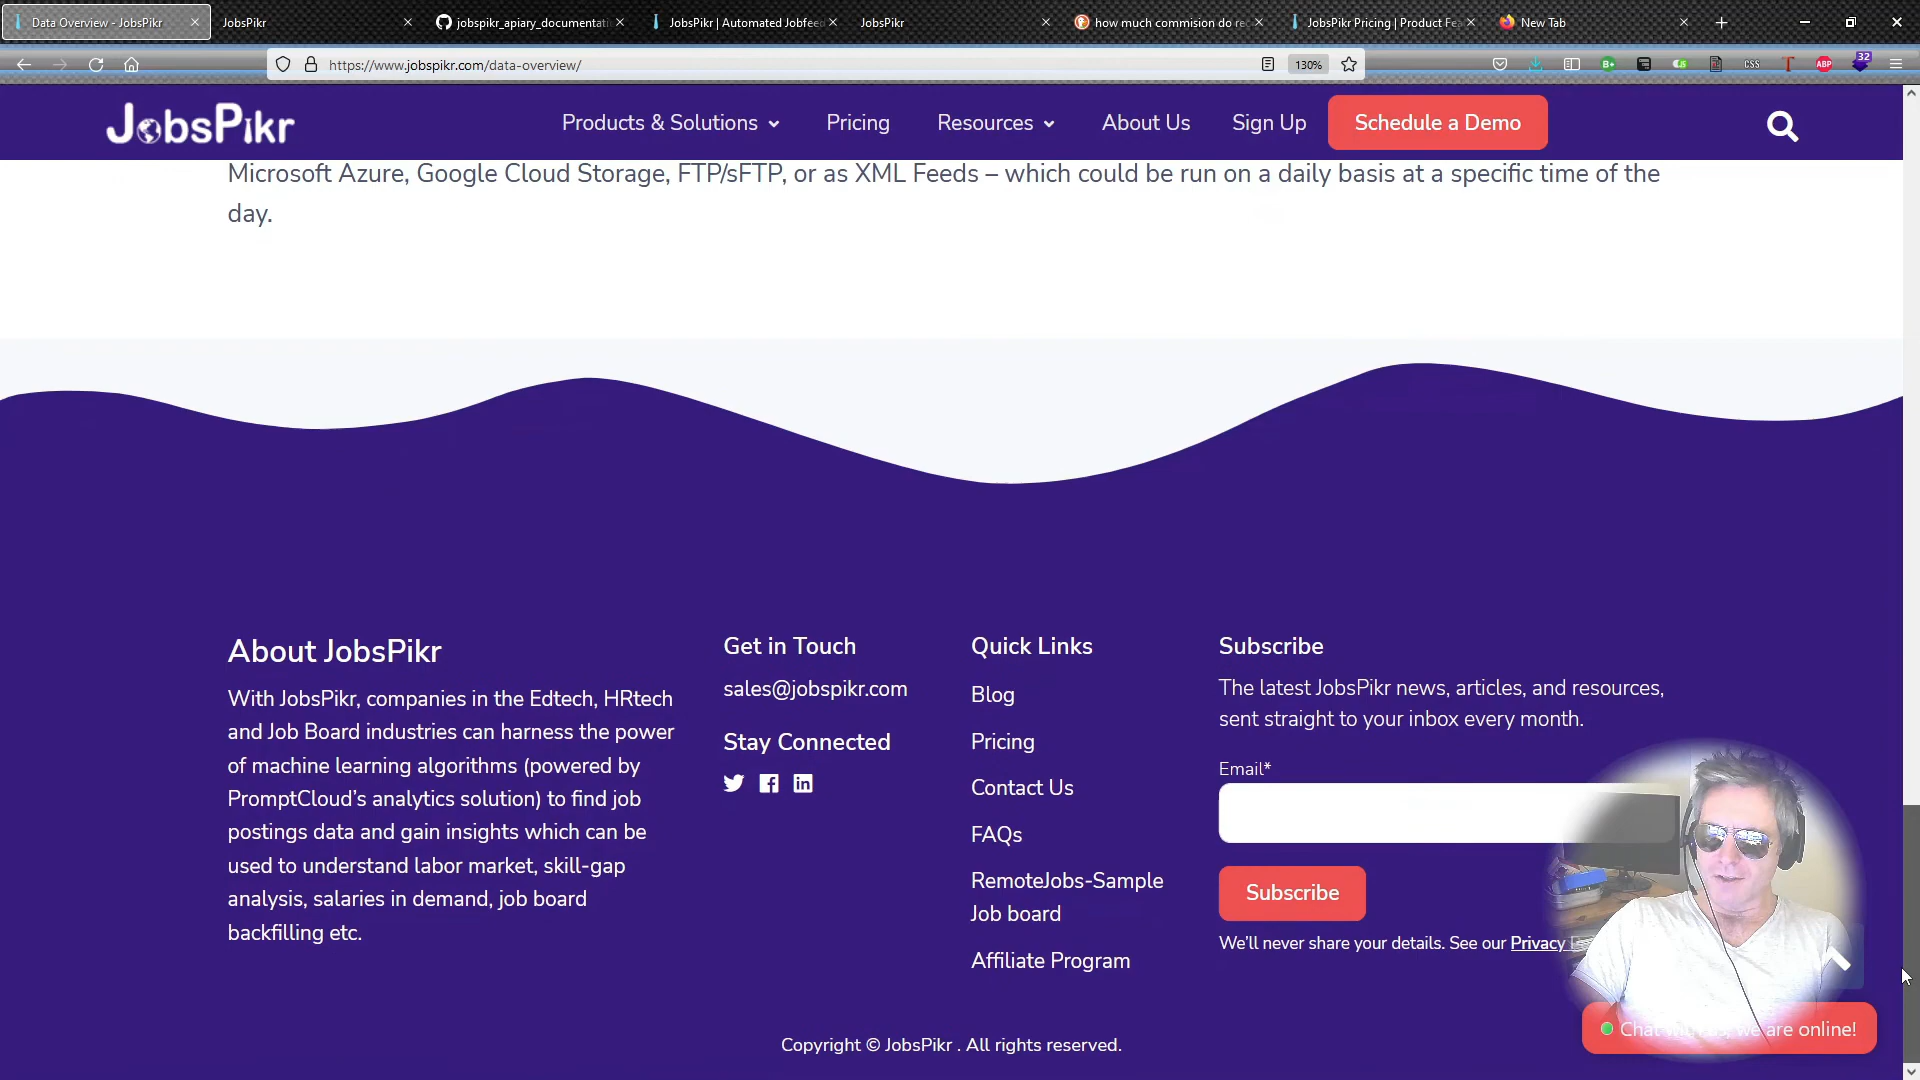 Data Overview - JobsPikr
JobsPikr
jobspikr_apiary_documentati
JobsPikr | Automated Jobfeed
JobsPikr
how much commision do rec
JobsPikr Pricing | Product Fea
New Tab
https://www.jobspikr.com/data-overview/
130%
CSS
ABP
32
JobsPikr
Products & Solutions
Pricing
Resources
About Us
Sign Up
Schedule a Demo
Microsoft Azure, Google Cloud Storage, FTP/sFTP, or as XML Feeds – which could be run on a daily basis at a specific time of the
day.
About JobsPikr
With JobsPikr, companies in the Edtech, HRtech
and Job Board industries can harness the power
of machine learning algorithms (powered by
PromptCloud’s analytics solution) to find job
postings data and gain insights which can be
used to understand labor market, skill-gap
analysis, salaries in demand, job board
backfilling etc.
Get in Touch
sales@jobspikr.com
Stay Connected
Quick Links
Blog
Pricing
Contact Us
FAQs
RemoteJobs-Sample
Job board
Affiliate Program
Subscribe
The latest JobsPikr news, articles, and resources,
sent straight to your inbox every month.
Email*
Subscribe
We’ll never share your details. See our Privacy
Chat we are online!
Copyright © JobsPikr . All rights reserved.